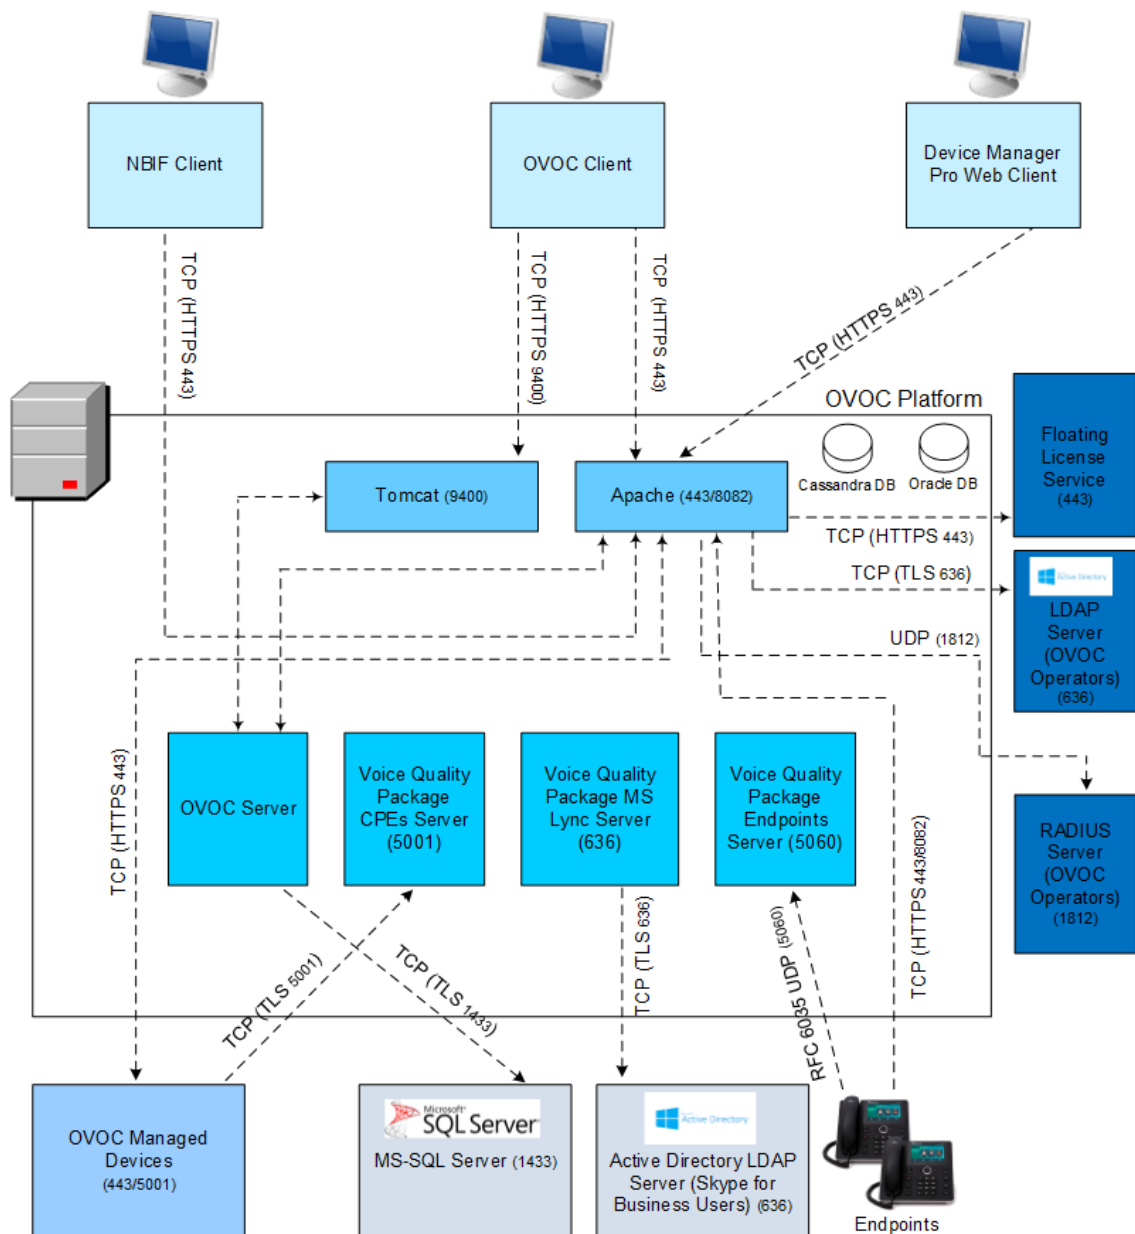 NBIF Client
OVOC Client
Device Manager
Pro Web Client
TCP (HTTPS 443)
TCP (HTTPS 9400)
TCP (HTTPS 443)
TCP (HTTPS 443)
OVOC Platform
Cassandra DB
Oracle DB
Floating
License
Service
(443)
Tomcat (9400)
Apache (443/8082)
TCP (HTTPS 443)
TCP (TLS 636)
Active Directory
LDAP
Server
(OVOC
Operators)
(636)
UDP (1812)
TCP (HTTPS 443)
OVOC Server
Voice Quality
Package
CPEs Server
(5001)
Voice Quality
Package MS
Lync Server
(636)
Voice Quality
Package
Endpoints
Server (5060)
RADIUS
Server
(OVOC
Operators)
(1812)
TCP (TLS 5001)
TCP (TLS 1433)
TCP (TLS 636)
RFC 6035 UDP (5060)
TCP (HTTPS 443/8082)
OVOC Managed
Devices
(443/5001)
Microsoft
SQL Server
MS-SQL Server (1433)
Active Directory
Active Directory LDAP
Server (Skype for
Business Users) (636)
Endpoints